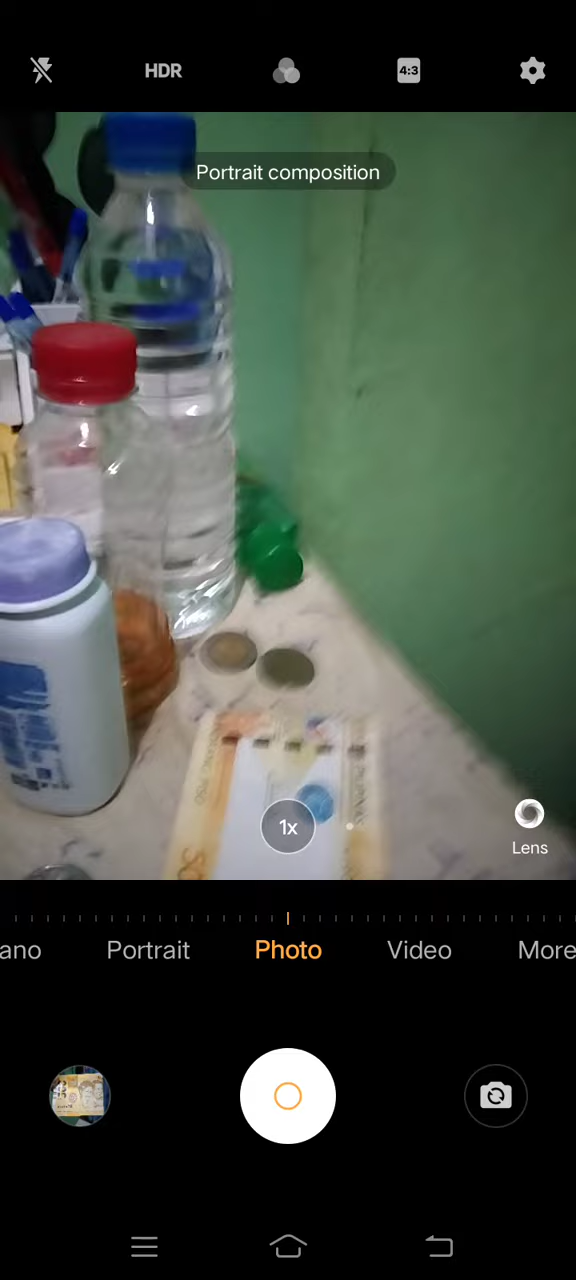 HDR
4:3
Portrait composition
1x
Lens
ano
Portrait
Photo
Video
More